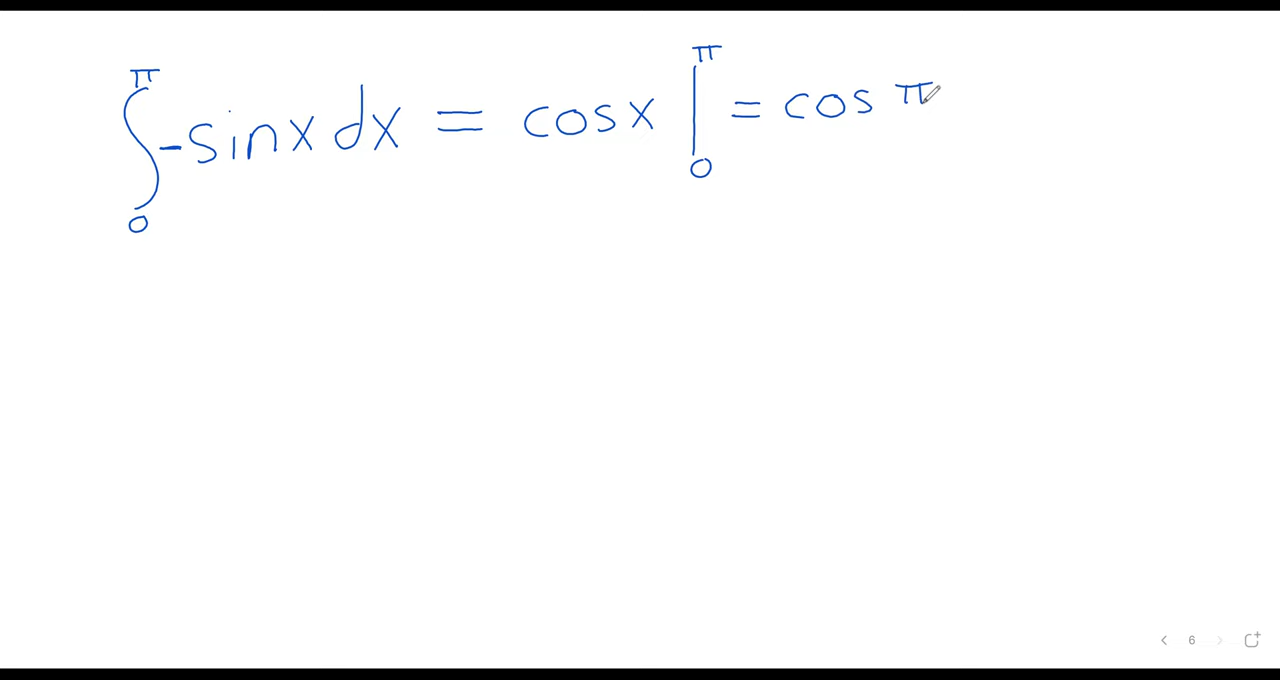 ∫₀^π -sinx dx = cosx |₀^π = cos π
6